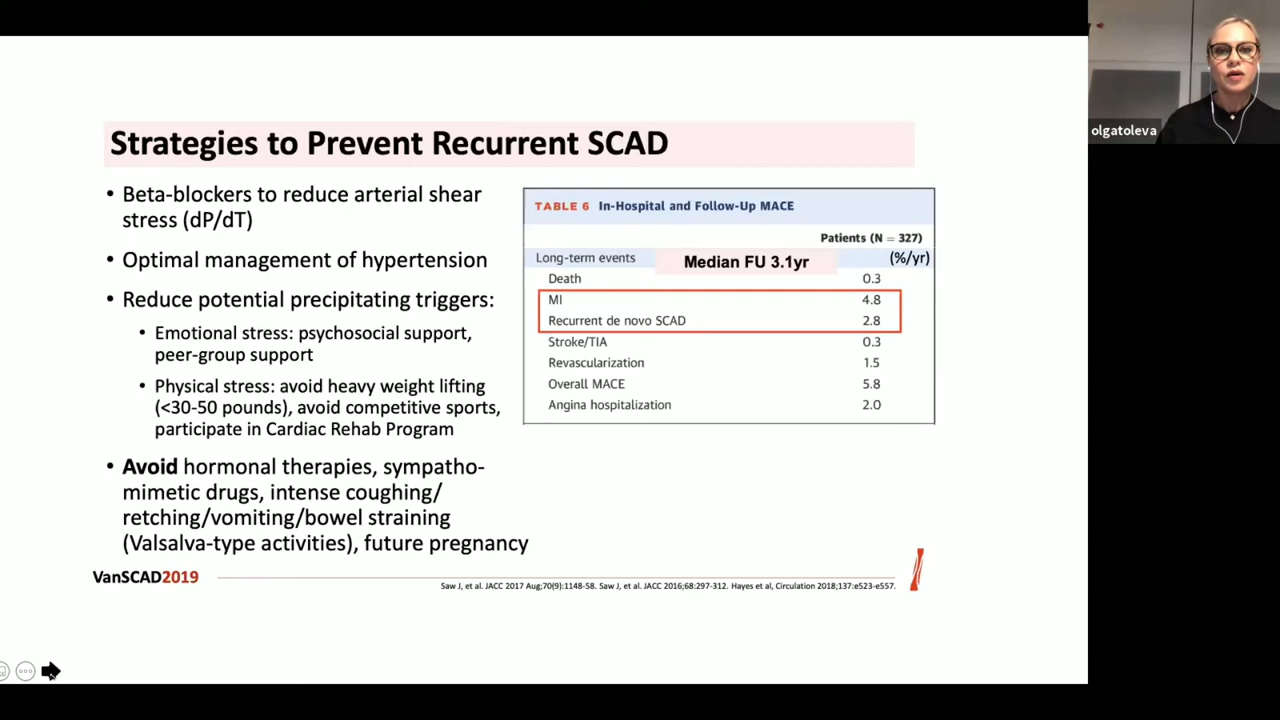 Strategies to Prevent Recurrent SCAD
• Beta-blockers to reduce arterial shear
stress (dP/dT)
• Optimal management of hypertension
• Reduce potential precipitating triggers:
• Emotional stress: psychosocial support,
peer-group support
• Physical stress: avoid heavy weight lifting
(<30-50 pounds), avoid competitive sports,
participate in Cardiac Rehab Program
• Avoid hormonal therapies, sympatho-
mimetic drugs, intense coughing/
retching/vomiting/bowel straining
(Valsalva-type activities), future pregnancy
TABLE 6 In-Hospital and Follow-Up MACE
Patients (N = 327)
Long-term events Median FU 3.1yr (%/yr)
Death 0.3
MI 4.8
Recurrent de novo SCAD 2.8
Stroke/TIA 0.3
Revascularization 1.5
Overall MACE 5.8
Angina hospitalization 2.0
VanSCAD2019
Saw J, et al. JACC 2017 Aug;70(9):1148-58. Saw J, et al. JACC 2016;68:297-312. Hayes et al, Circulation 2018;137:e523-e557.
olgatoleva